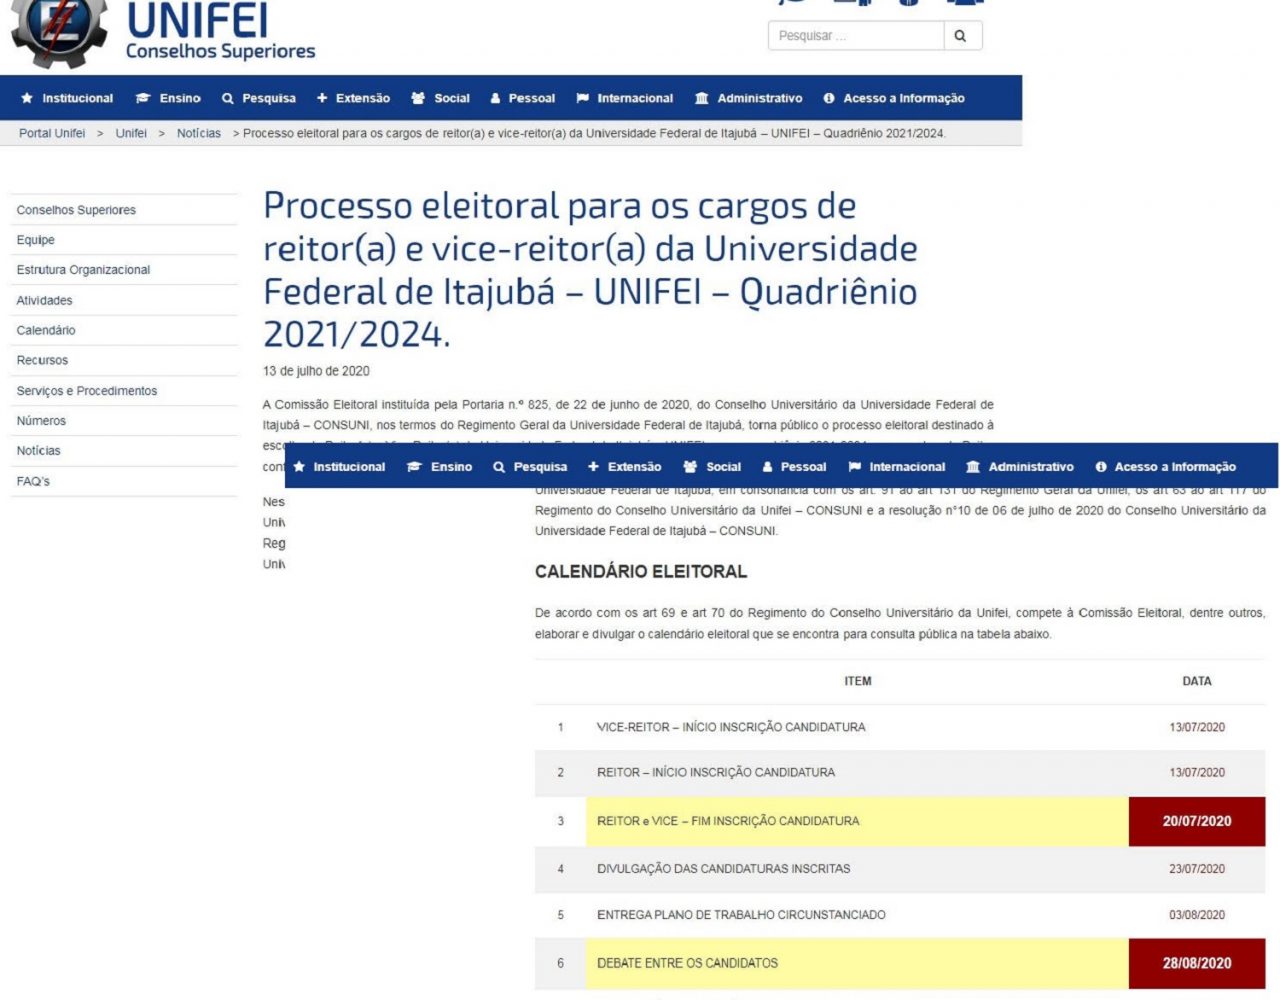 UNIFEI
Conselhos Superiores
Pesquisar ...
Institucional Ensino Pesquisa Extensão Social Pessoal Internacional Administrativo Acesso a Informação
Portal Unifei > Unifei > Notícias > Processo eleitoral para os cargos de reitor(a) e vice-reitor(a) da Universidade Federal de Itajubá – UNIFEI – Quadriênio 2021/2024.
Conselhos Superiores
Equipe
Estrutura Organizacional
Atividades
Calendário
Recursos
Serviços e Procedimentos
Números
Notícias
FAQ's
Processo eleitoral para os cargos de
reitor(a) e vice-reitor(a) da Universidade
Federal de Itajubá – UNIFEI – Quadriênio
2021/2024.
13 de julho de 2020
A Comissão Eleitoral instituída pela Portaria n.º 825, de 22 de junho de 2020, do Conselho Universitário da Universidade Federal de
Itajubá – CONSUNI, nos termos do Regimento Geral da Universidade Federal de Itajubá, torna público o processo eleitoral destinado à
Institucional Ensino Pesquisa Extensão Social Pessoal Internacional Administrativo Acesso a Informação
Nes
Reg
Universidade Federal de Itajubá, em consonância com os art. 91 ao art 131 do Regimento Geral da Unifei, os art 63 ao art 117 do
Regimento do Conselho Universitário da Unifei – CONSUNI e a resolução n°10 de 06 de julho de 2020 do Conselho Universitário da
Universidade Federal de Itajubá – CONSUNI.
CALENDÁRIO ELEITORAL
De acordo com os art 69 e art 70 do Regimento do Conselho Universitário da Unifei, compete à Comissão Eleitoral, dentre outros,
elaborar e divulgar o calendário eleitoral que se encontra para consulta pública na tabela abaixo.
ITEM DATA
1 VICE-REITOR – INÍCIO INSCRIÇÃO CANDIDATURA 13/07/2020
2 REITOR – INÍCIO INSCRIÇÃO CANDIDATURA 13/07/2020
3 REITOR e VICE – FIM INSCRIÇÃO CANDIDATURA 20/07/2020
4 DIVULGAÇÃO DAS CANDIDATURAS INSCRITAS 23/07/2020
5 ENTREGA PLANO DE TRABALHO CIRCUNSTANCIADO 03/08/2020
6 DEBATE ENTRE OS CANDIDATOS 28/08/2020